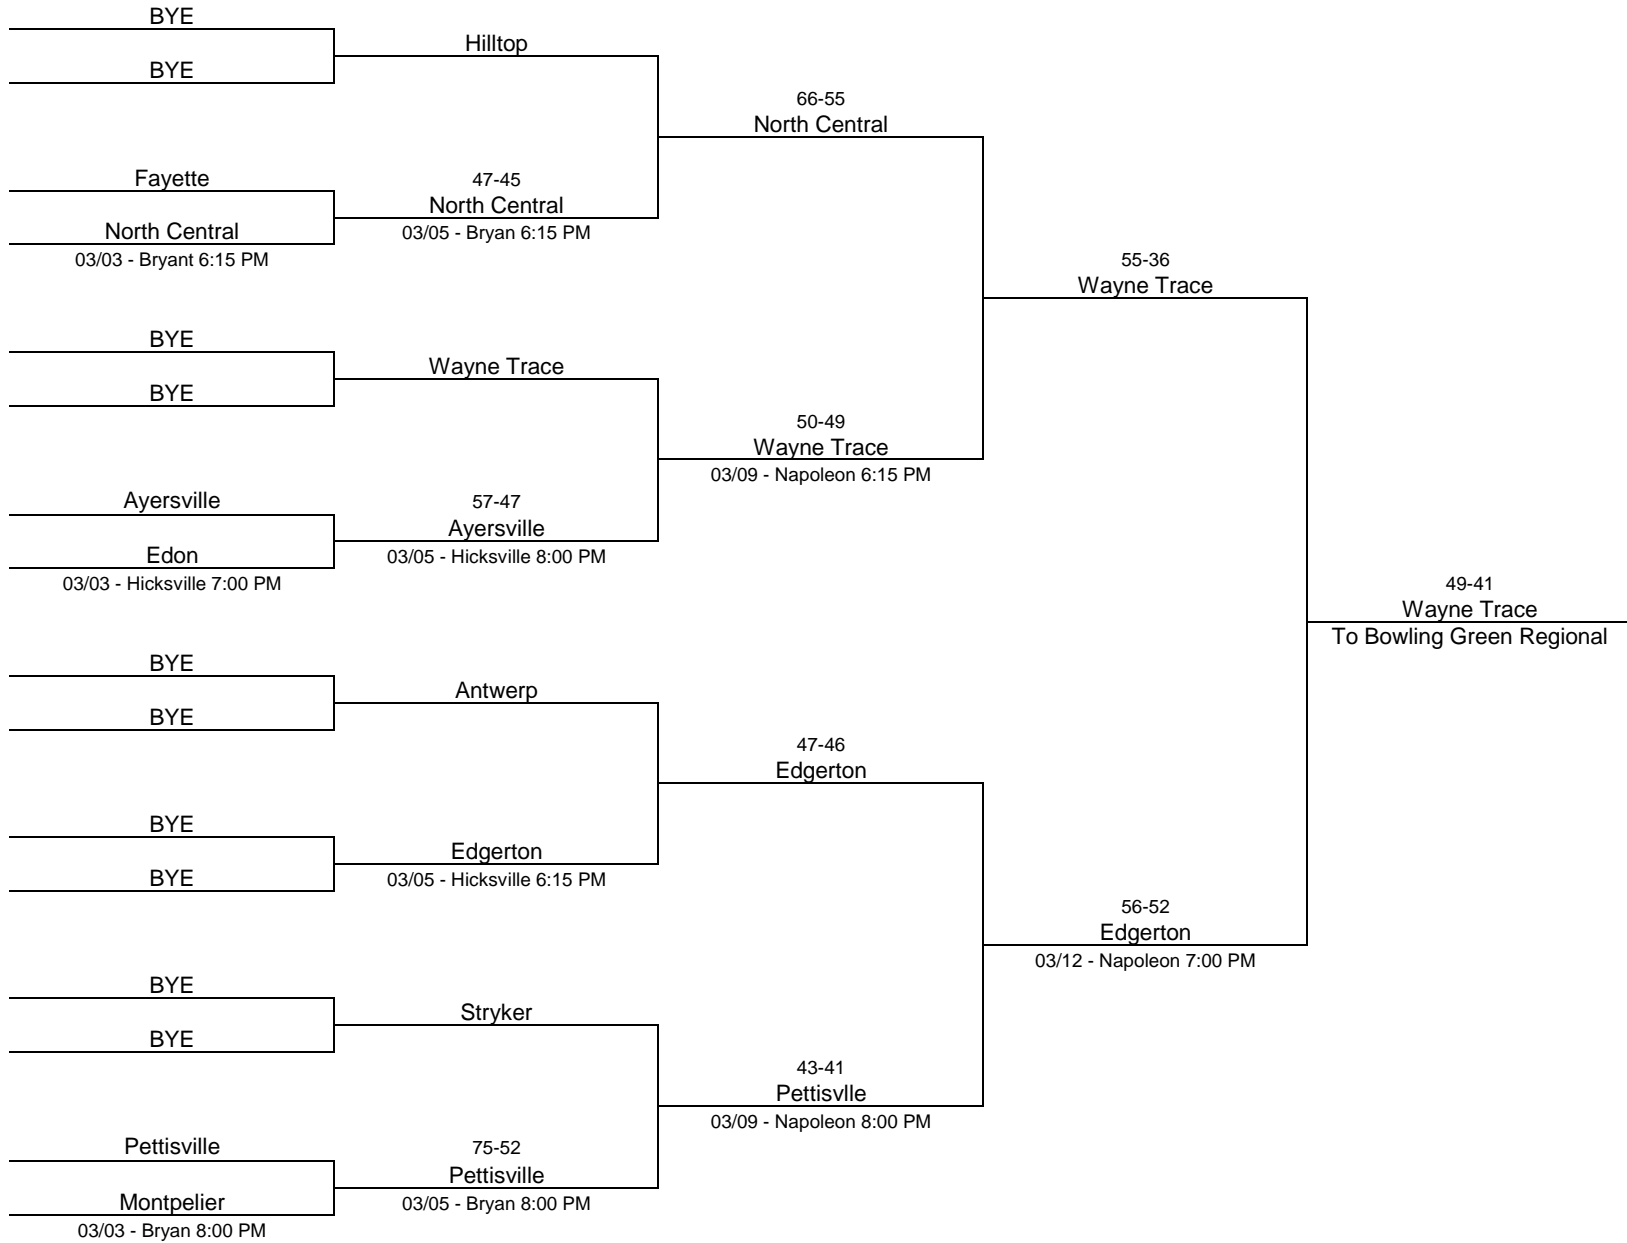 BYE
Hilltop
BYE
66-55
North Central
Fayette
47-45
North Central
North Central
03/05 - Bryan 6:15 PM
03/03 - Bryant 6:15 PM
55-36
Wayne Trace
BYE
Wayne Trace
BYE
50-49
Wayne Trace
03/09 - Napoleon 6:15 PM
Ayersville
57-47
Ayersville
Edon
03/05 - Hicksville 8:00 PM
03/03 - Hicksville 7:00 PM
49-41
Wayne Trace
To Bowling Green Regional
BYE
Antwerp
BYE
47-46
Edgerton
BYE
Edgerton
BYE
03/05 - Hicksville 6:15 PM
56-52
Edgerton
03/12 - Napoleon 7:00 PM
BYE
Stryker
BYE
43-41
Pettisvlle
03/09 - Napoleon 8:00 PM
Pettisville
75-52
Pettisville
Montpelier
03/05 - Bryan 8:00 PM
03/03 - Bryan 8:00 PM